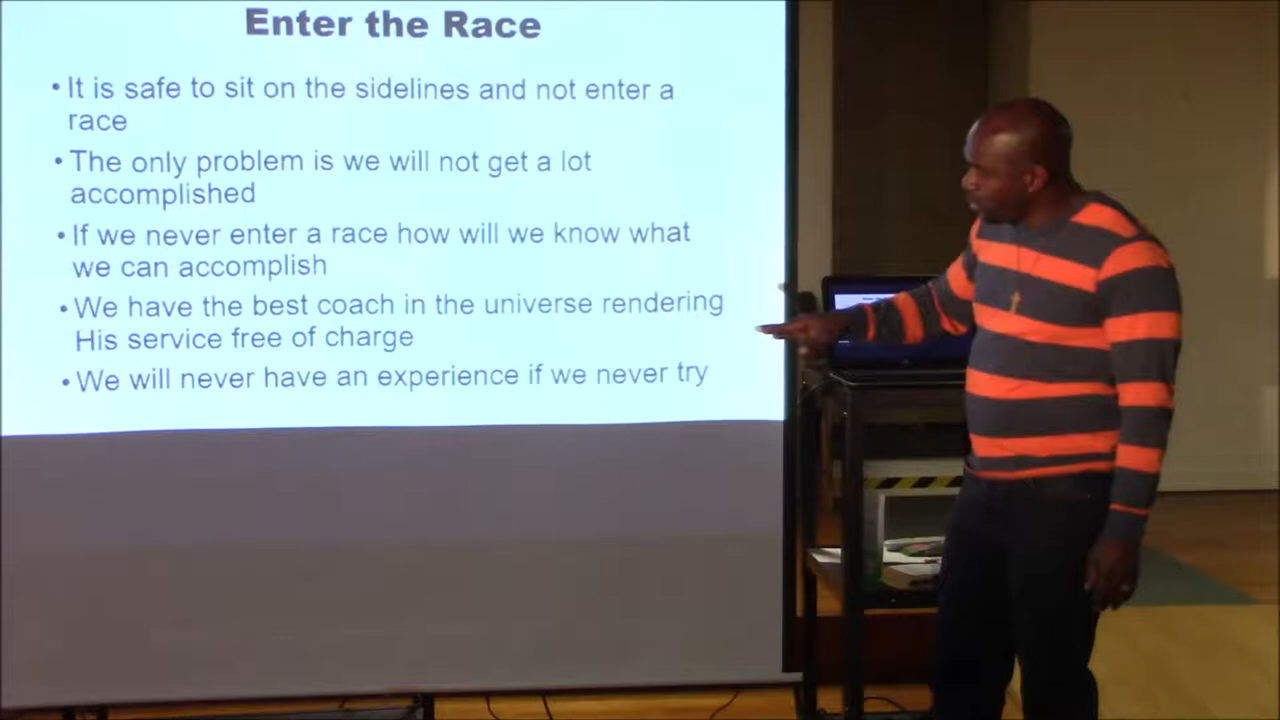 Enter the Race
• It is safe to sit on the sidelines and not enter a
race
• The only problem is we will not get a lot
accomplished
• If we never enter a race how will we know what
we can accomplish
• We have the best coach in the universe rendering
His service free of charge
• We will never have an experience if we never try